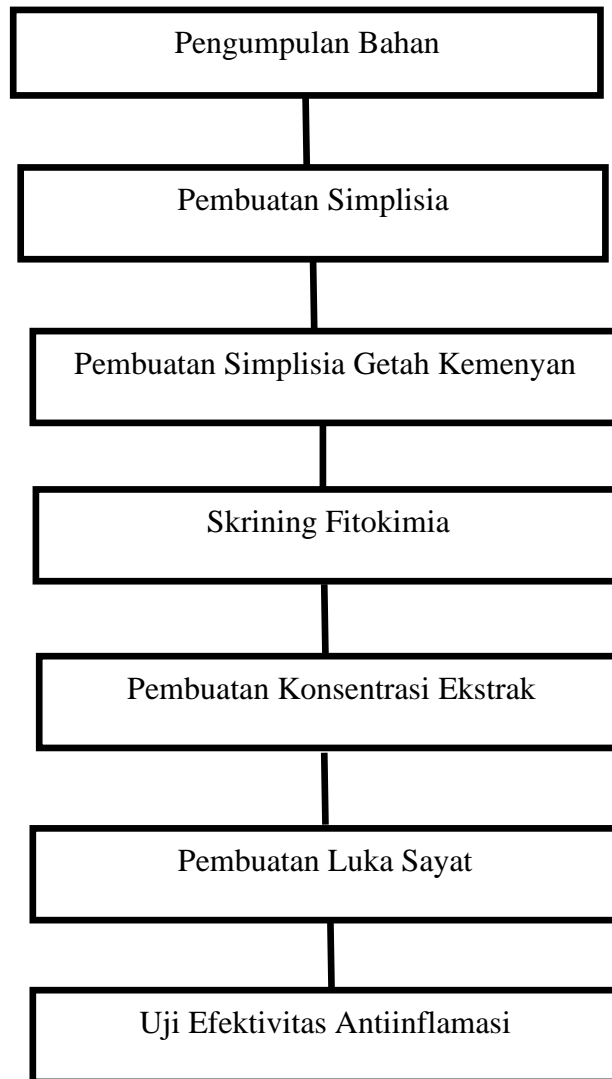 Pengumpulan Bahan
Pembuatan Simplisia
Pembuatan Simplisia Getah Kemenyan
Skrining Fitokimia
Pembuatan Konsentrasi Ekstrak
Pembuatan Luka Sayat
Uji Efektivitas Antiinflamasi